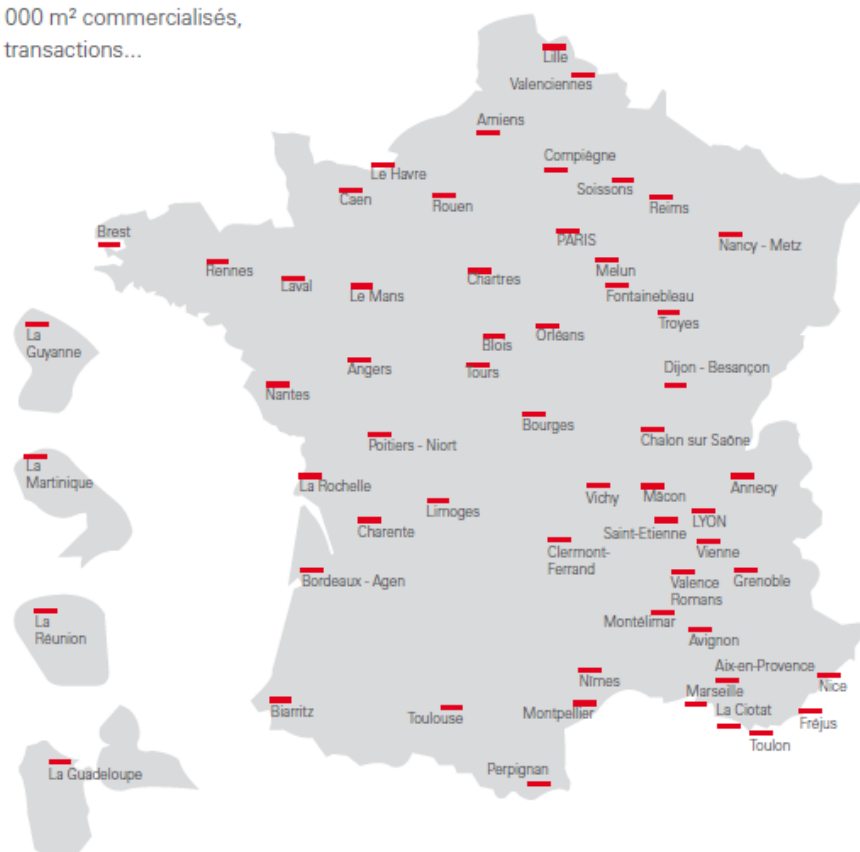 000 m² commercialisés,
transactions...
Lille
Valenciennes
Amiens
Compiègne
Le Havre
Soissons
Caen
Rouen
Reims
Brest
PARIS
Nancy - Metz
Rennes
Melun
Laval
Chartres
Le Mans
Fontainebleau
Troyes
La
Guyanne
Orléans
Blois
Angers
Tours
Dijon - Besançon
Nantes
Bourges
Chalon sur Saône
Poitiers - Niort
La
Martinique
La Rochelle
Vichy
Mâcon
Annecy
Limoges
LYON
Charente
Saint-Etienne
Vienne
Clermont-
Ferrand
Bordeaux - Agen
Valence
Romans
Grenoble
La
Réunion
Montélimar
Avignon
Aix-en-Provence
Nîmes
Marseille
Nice
Biarritz
Toulouse
Montpellier
La Ciotat
Fréjus
Toulon
Perpignan
La Guadeloupe